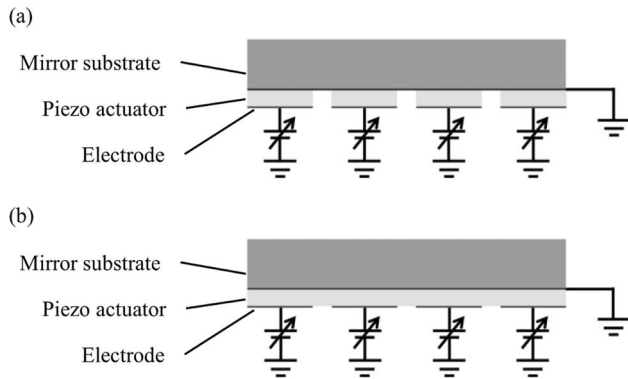 (a)
Mirror substrate
Piezo actuator
Electrode
(b)
Mirror substrate
Piezo actuator
Electrode